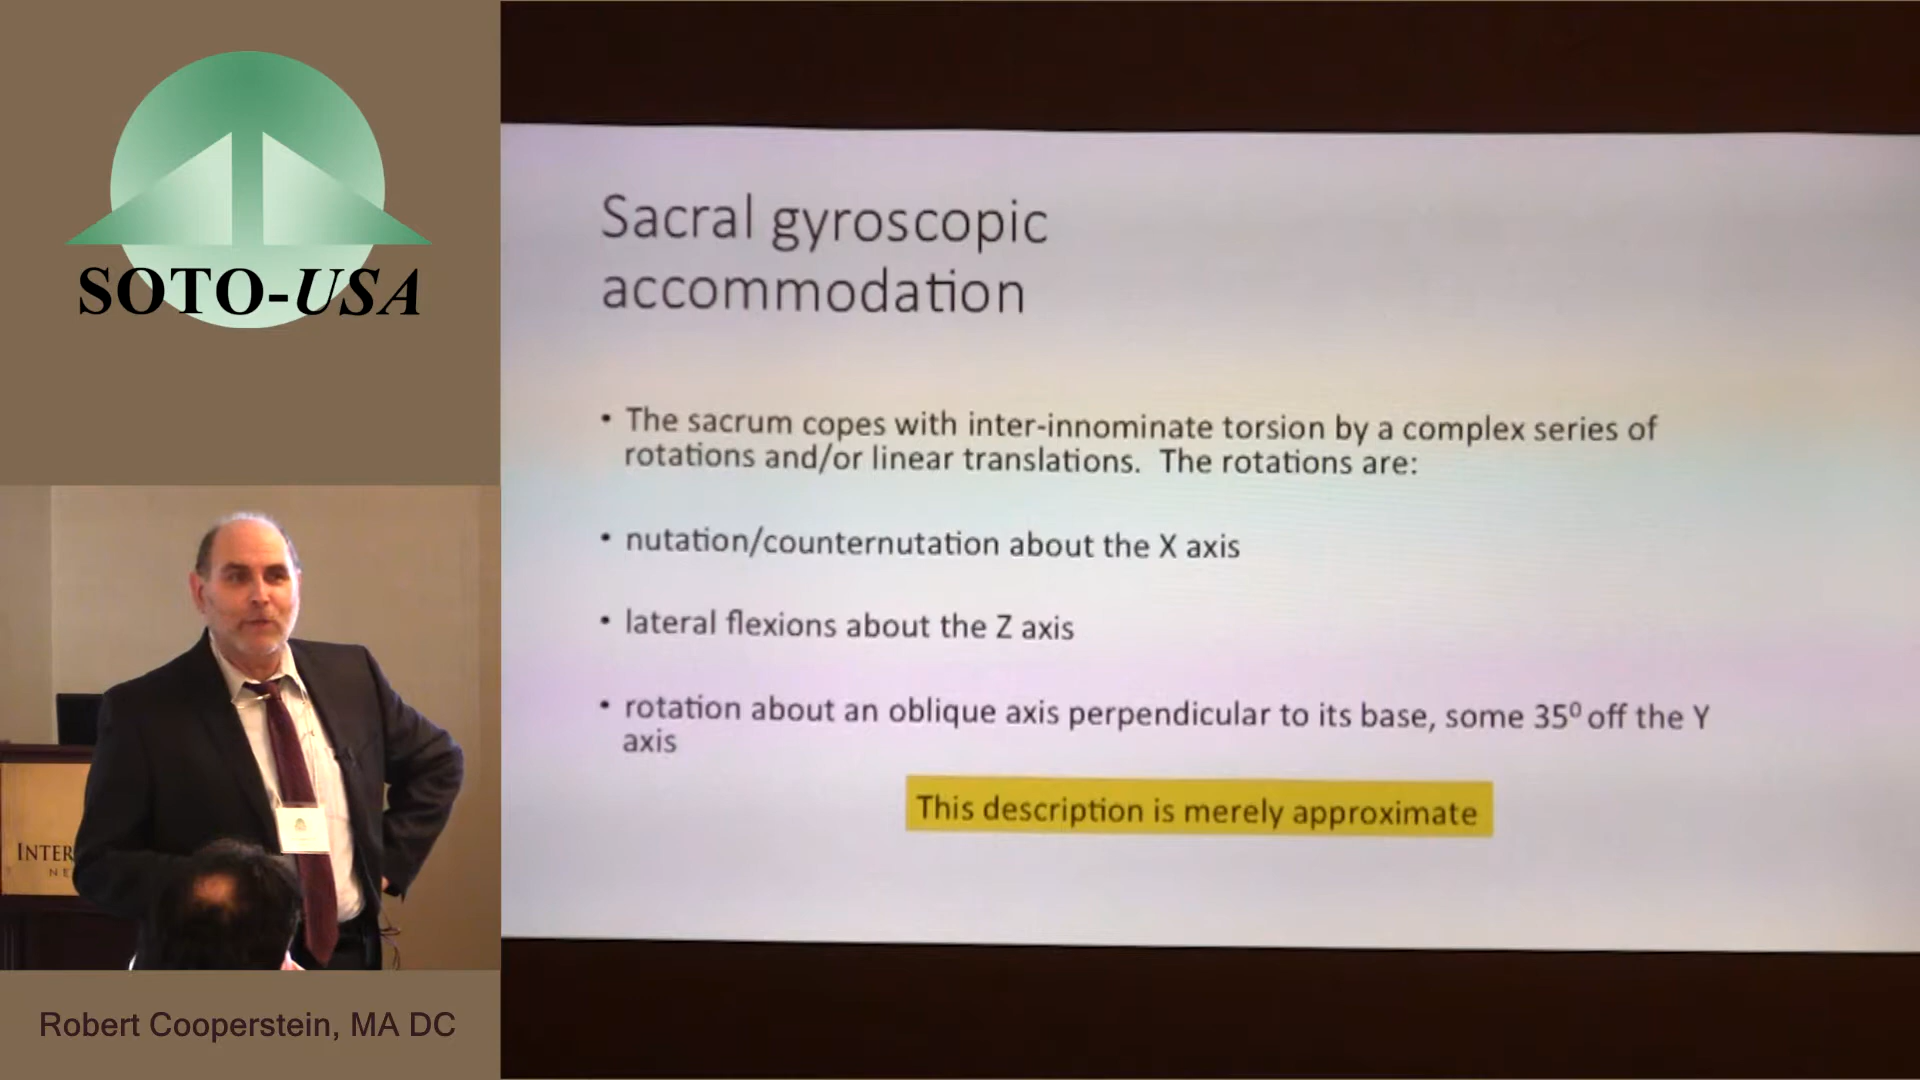 SOTO-USA
Sacral gyroscopic
accommodation
• The sacrum copes with inter-innominate torsion by a complex series of
rotations and/or linear translations. The rotations are:
• nutation/counternutation about the X axis
• lateral flexions about the Z axis
• rotation about an oblique axis perpendicular to its base, some 35⁰ off the Y
axis
This description is merely approximate
INTER
NE
Robert Cooperstein, MA DC